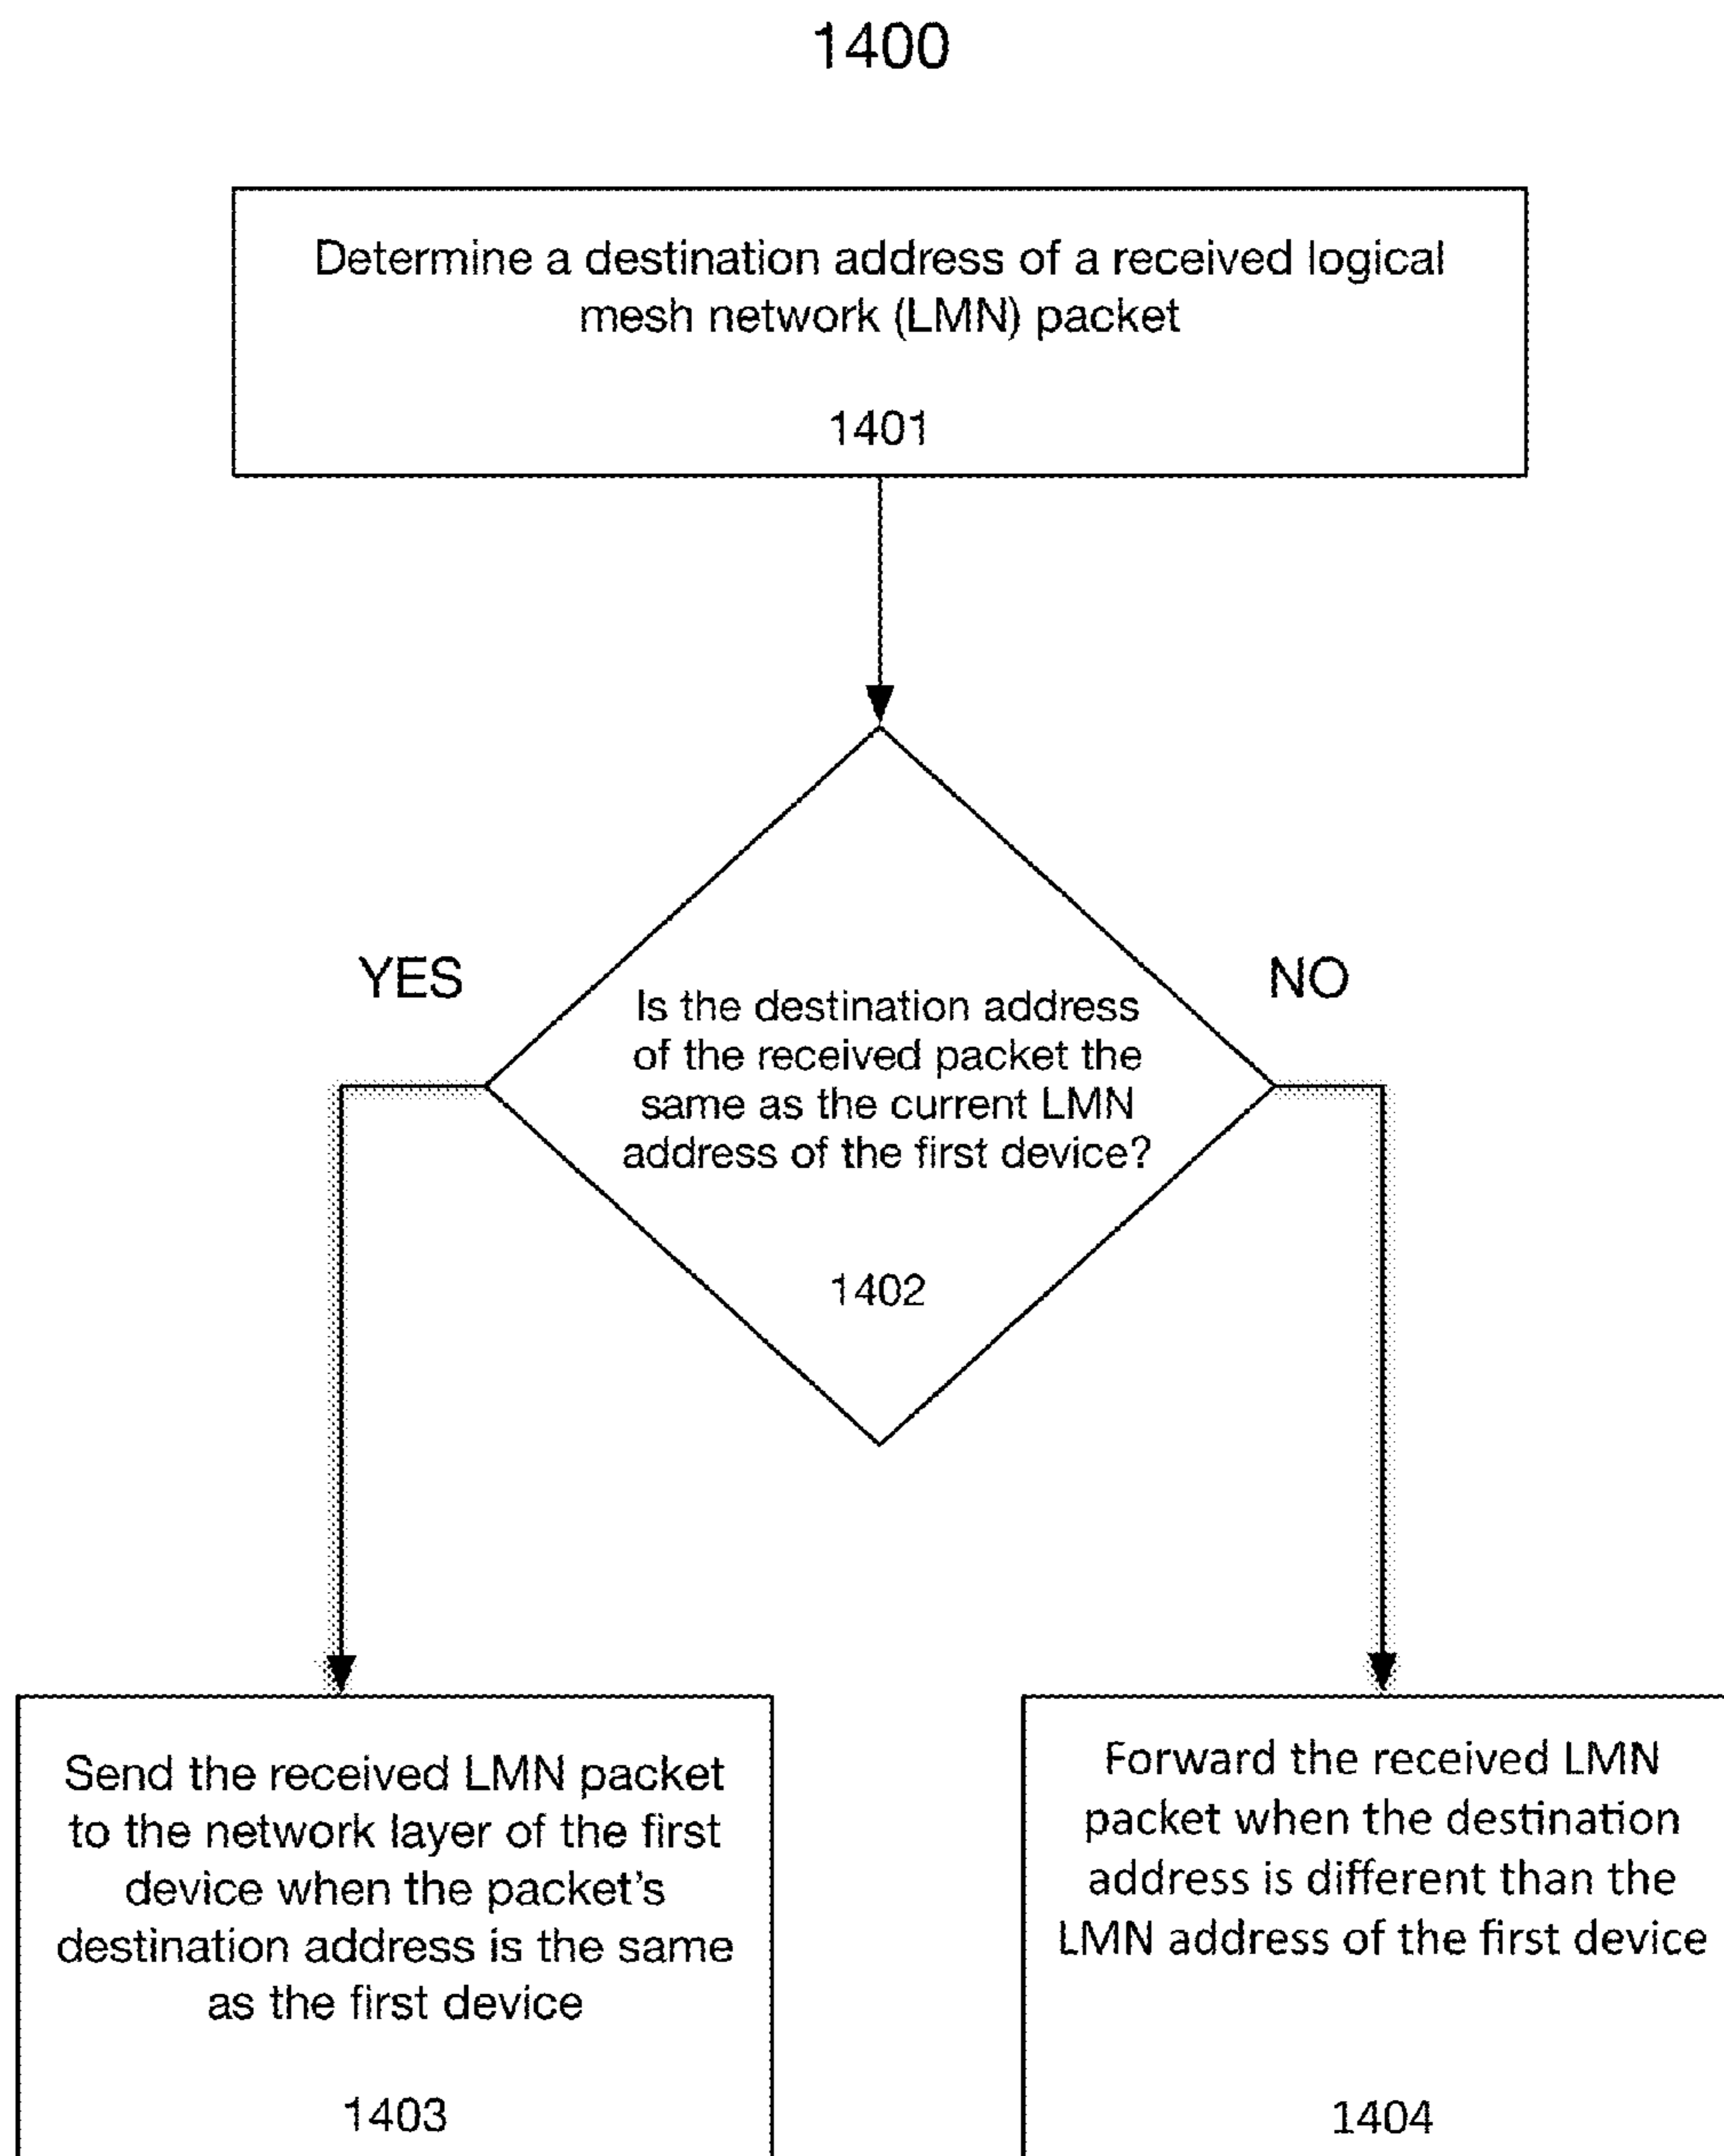 1400
Determine a destination address of a received logical
mesh network (LMN) packet
1401
YES
NO
Is the destination address
of the received packet the
same as the current LMN
address of the first device?
1402
Send the received LMN packet
to the network layer of the first
device when the packet's
destination address is the same
as the first device
1403
Forward the received LMN
packet when the destination
address is different than the
LMN address of the first device
1404